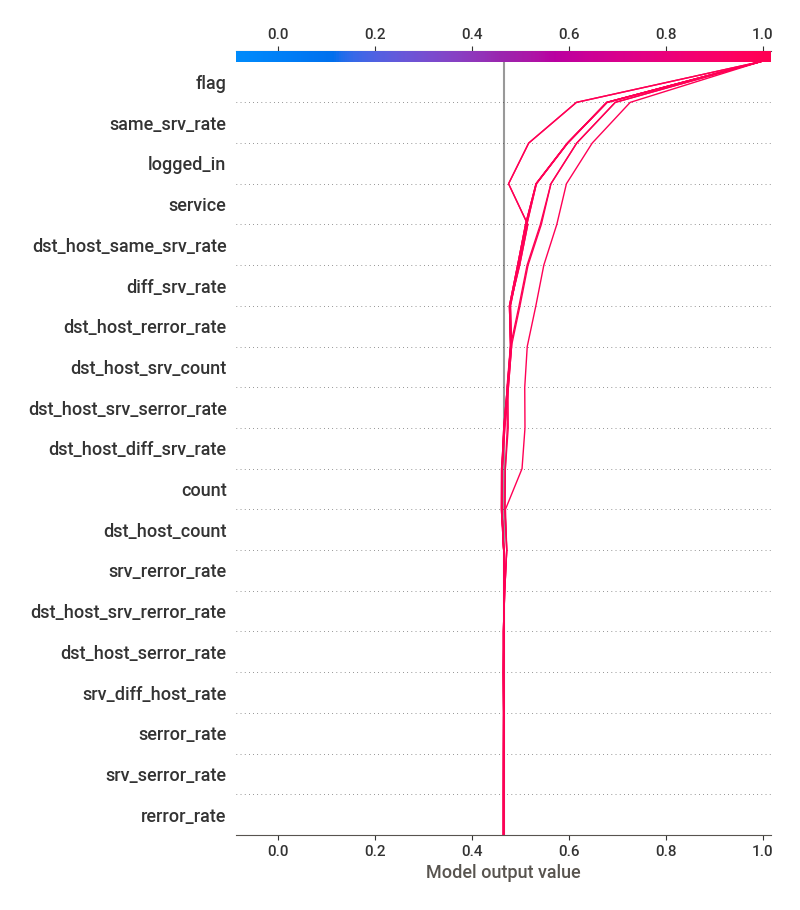 0.0 0.2 0.4 0.6 0.8 1.0
flag
same_srv_rate
logged_in
service
dst_host_same_srv_rate
diff_srv_rate
dst_host_rerror_rate
dst_host_srv_count
dst_host_srv_serror_rate
dst_host_diff_srv_rate
count
dst_host_count
srv_rerror_rate
dst_host_srv_rerror_rate
dst_host_serror_rate
srv_diff_host_rate
serror_rate
srv_serror_rate
rerror_rate
0.0 0.2 0.4 0.6 0.8 1.0
Model output value